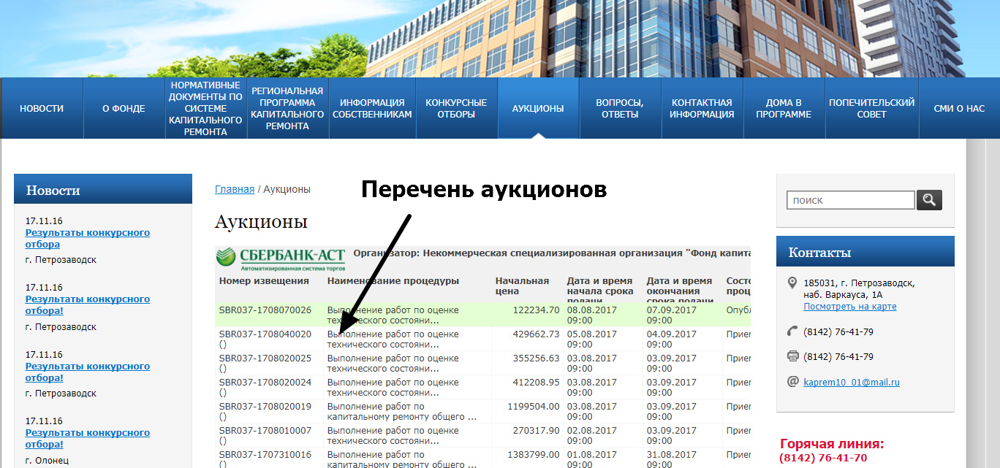 НОВОСТИ
О ФОНДЕ
НОРМАТИВНЫЕ
ДОКУМЕНТЫ ПО
СИСТЕМЕ
КАПИТАЛЬНОГО
РЕМОНТА
РЕГИОНАЛЬНАЯ
ПРОГРАММА
КАПИТАЛЬНОГО
РЕМОНТА
ИНФОРМАЦИЯ
СОБСТВЕННИКАМ
КОНКУРСНЫЕ
ОТБОРЫ
АУКЦИОНЫ
ВОПРОСЫ,
ОТВЕТЫ
КОНТАКТНАЯ
ИНФОРМАЦИЯ
ДОМА В
ПРОГРАММЕ
ПОПЕЧИТЕЛЬСКИЙ
СОВЕТ
СМИ О НАС
Новости
17.11.16
Результаты конкурсного
отбора
г. Петрозаводск
17.11.16
Результаты конкурсного
отбора!
г. Петрозаводск
17.11.16
Результаты конкурсного
отбора!
г. Петрозаводск
17.11.16
Результаты конкурсного
отбора!
г. Олонец
Главная / Аукционы
Перечень аукционов
Аукционы
СБЕРБАНК-АСТ
Автоматизированная система торгов
Организатор: Некоммерческая специализированная организация "Фонд капита
Номер извещения Наименование процедуры Начальная цена Дата и время начала срока подачи Дата и время окончания срока подачи Состо проц
SBR037-1708070026 Выполнение работ по оценке 122234.70 08.08.2017 07.09.2017 Опубл
технического состояни... 09:00 09:00
SBR037-1708040020 Выполнение работ по оценке 429662.73 05.08.2017 04.09.2017 Прием
() технического состояни... 09:00 09:00
SBR037-1708020025 Выполнение работ по оценке 355256.63 03.08.2017 03.09.2017 Прием
() технического состояни... 09:00 09:00
SBR037-1708020024 Выполнение работ по оценке 412208.95 03.08.2017 03.09.2017 Прием
() технического состояни... 09:00 09:00
SBR037-1708020019 Выполнение работ по 1199504.00 03.08.2017 03.09.2017 Прием
() капитальному ремонту общего ... 09:00 09:00
SBR037-1708010007 Выполнение работ по оценке 270317.90 02.08.2017 03.09.2017 Прием
() технического состояни... 09:00 09:00
SBR037-1707310016 Выполнение работ по 1383799.00 01.08.2017 31.08.2017 Прием
() капитальному ремонту общего ... 09:00 09:00
поиск
Контакты
185031, г. Петрозаводск,
наб. Варкауса, 1А
Посмотреть на карте
(8142) 76-41-79
(8142) 76-41-79
kaprem10_01@mail.ru
Горячая линия:
(8142) 76-41-70